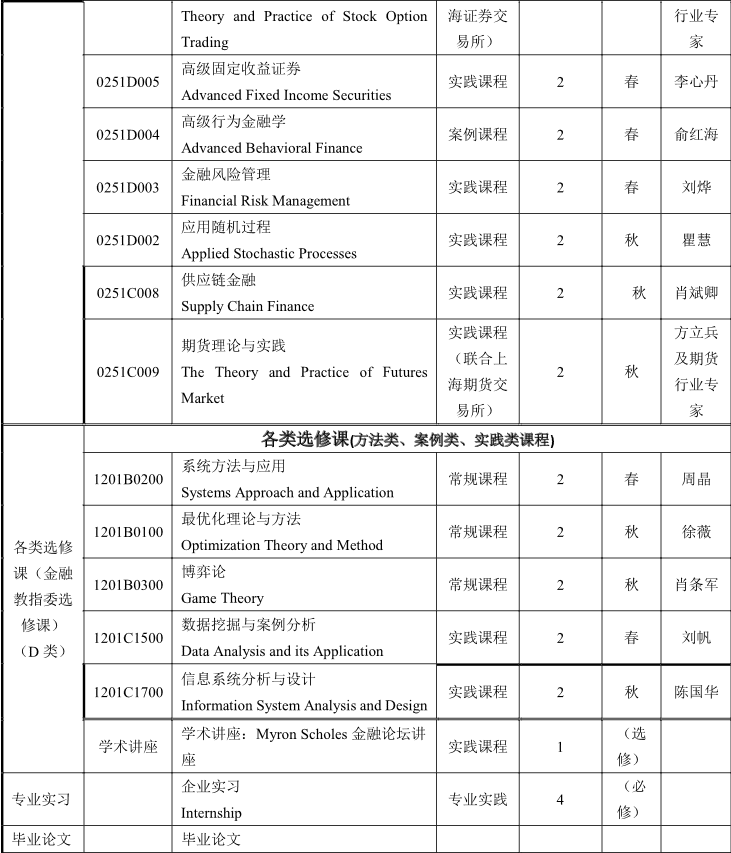 Theory and Practice of Stock Option
Trading
海证券交
易所）
行业专
家
0251D005
高级固定收益证券
Advanced Fixed Income Securities
实践课程
2
春
李心丹
0251D004
高级行为金融学
Advanced Behavioral Finance
案例课程
2
春
俞红海
0251D003
金融风险管理
Financial Risk Management
实践课程
2
春
刘烨
0251D002
应用随机过程
Applied Stochastic Processes
实践课程
2
秋
瞿慧
0251C008
供应链金融
Supply Chain Finance
实践课程
2
秋
肖斌卿
0251C009
期货理论与实践
The Theory and Practice of Futures
Market
实践课程
（联合上
海期货交
易所）
2
秋
方立兵
及期货
行业专
家
各类选修课(方法类、案例类、实践类课程)
各类选修
课（金融
教指委选
修课）
（D 类）
1201B0200
系统方法与应用
Systems Approach and Application
常规课程
2
春
周晶
1201B0100
最优化理论与方法
Optimization Theory and Method
常规课程
2
秋
徐薇
1201B0300
博弈论
Game Theory
常规课程
2
秋
肖条军
1201C1500
数据挖掘与案例分析
Data Analysis and its Application
实践课程
2
春
刘帆
1201C1700
信息系统分析与设计
Information System Analysis and Design
实践课程
2
秋
陈国华
学术讲座
学术讲座：Myron Scholes 金融论坛讲
座
实践课程
1
（选
修）
专业实习
企业实习
Internship
专业实践
4
（必
修）
毕业论文
毕业论文